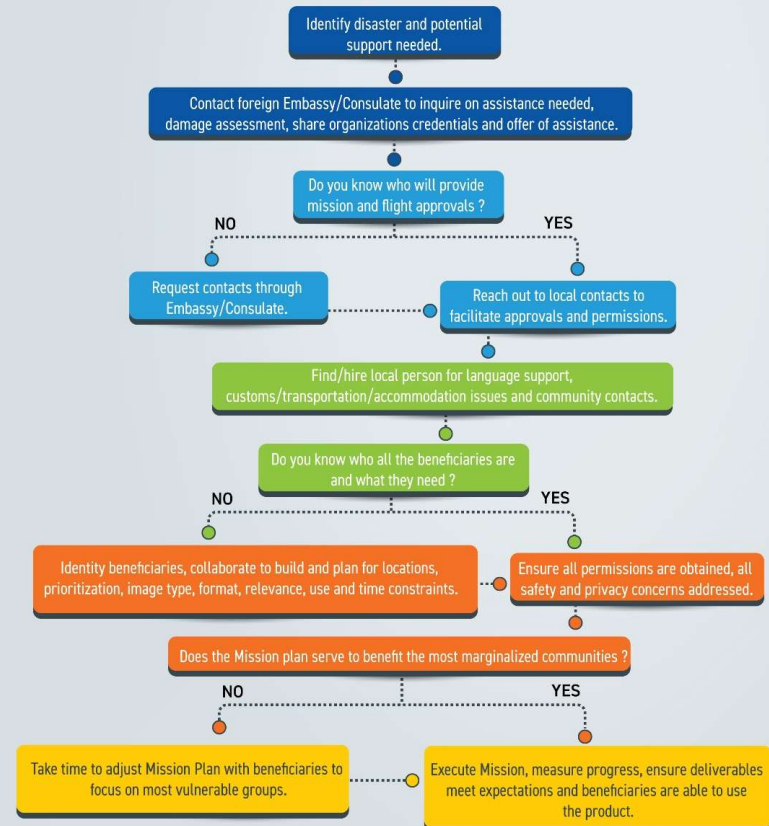 Identify disaster and potential
support needed.
Contact foreign Embassy/Consulate to inquire on assistance needed,
damage assessment, share organizations credentials and offer of assistance.
Do you know who will provide
mission and flight approvals ?
NO
YES
Request contacts through
Embassy/Consulate.
Reach out to local contacts to
facilitate approvals and permissions.
Find/hire local person for language support,
customs/transportation/accommodation issues and community contacts.
Do you know who all the beneficiaries are
and what they need ?
NO
YES
Identity beneficiaries, collaborate to build and plan for locations,
prioritization, image type, format, relevance, use and time constraints.
Ensure all permissions are obtained, all
safety and privacy concerns addressed.
Does the Mission plan serve to benefit the most marginalized communities ?
NO
YES
Take time to adjust Mission Plan with beneficiaries to
focus on most vulnerable groups.
Execute Mission, measure progress, ensure deliverables
meet expectations and beneficiaries are able to use
the product.